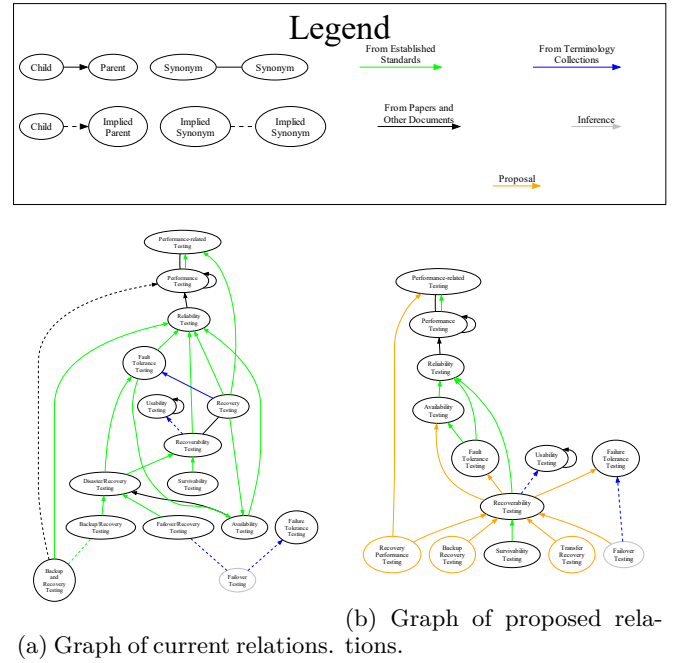 Legend
From Established
Standards
From Terminology
Collections
Child
Parent
Synonym
Synonym
Child
Implied
Parent
Implied
Synonym
Implied
Synonym
From Papers and
Other Documents
Inference
Proposal
Performance-related
Testing
Performance
Testing
Reliability
Testing
Fault
Tolerance
Testing
Usability
Testing
Recovery
Testing
Recoverability
Testing
Disaster/Recovery
Testing
Survivability
Testing
Backup/Recovery
Testing
Failover/Recovery
Testing
Availability
Testing
Failure
Tolerance
Testing
Backup
and
Recovery
Testing
Failover
Testing
(a) Graph of current relations.
Performance-related
Testing
Performance
Testing
Reliability
Testing
Availability
Testing
Fault
Tolerance
Testing
Usability
Testing
Failure
Tolerance
Testing
Recoverability
Testing
Recovery
Performance
Testing
Backup
Recovery
Testing
Survivability
Testing
Transfer
Recovery
Testing
Failover
Testing
(b) Graph of proposed rela-
tions.